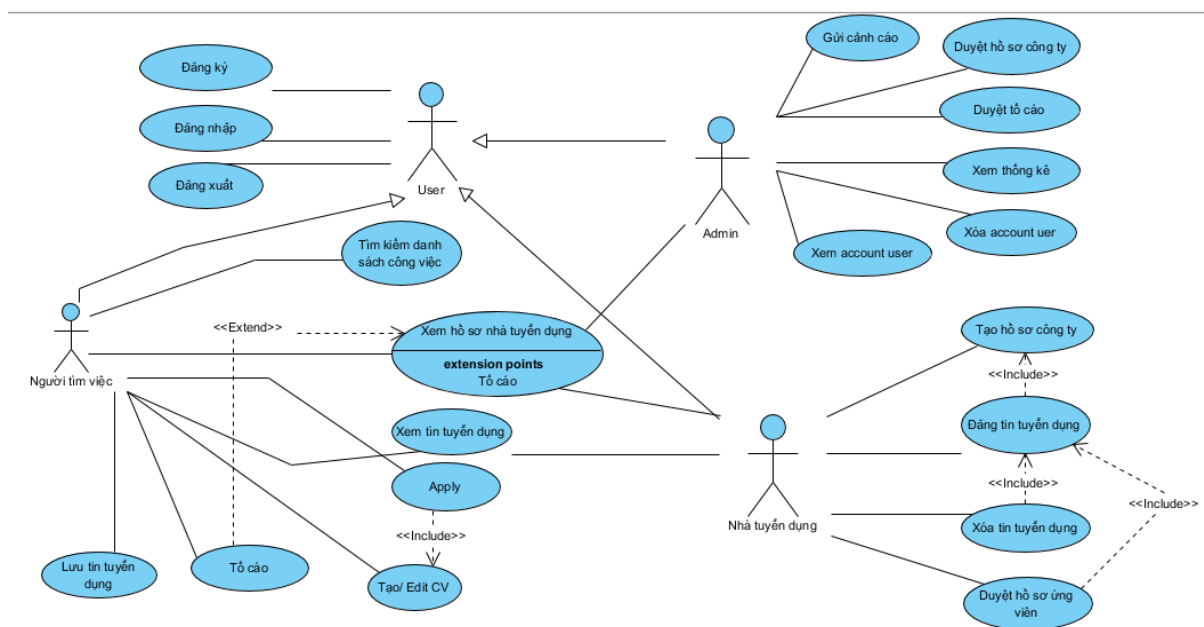 Gửi cảnh cáo
Duyệt hồ sơ công ty
Đăng ký
Duyệt tố cáo
Đăng nhập
Xem thống kê
Đăng xuất
User
Admin
Xóa account uer
Tìm kiếm danh
sách công việc
Xem account user
<<Extend>>
Xem hồ sơ nhà tuyển dụng
extension points
Tố cáo
Tạo hồ sơ công ty
Người tìm việc
<<Include>>
Đăng tin tuyển dụng
Xem tin tuyển dụng
Apply
<<Include>>
<<Include>>
Nhà tuyển dụng
Xóa tin tuyển dụng
<<Include>>
Lưu tin tuyển
dụng
Tố cáo
Tạo/ Edit CV
Duyệt hồ sơ ứng
viên